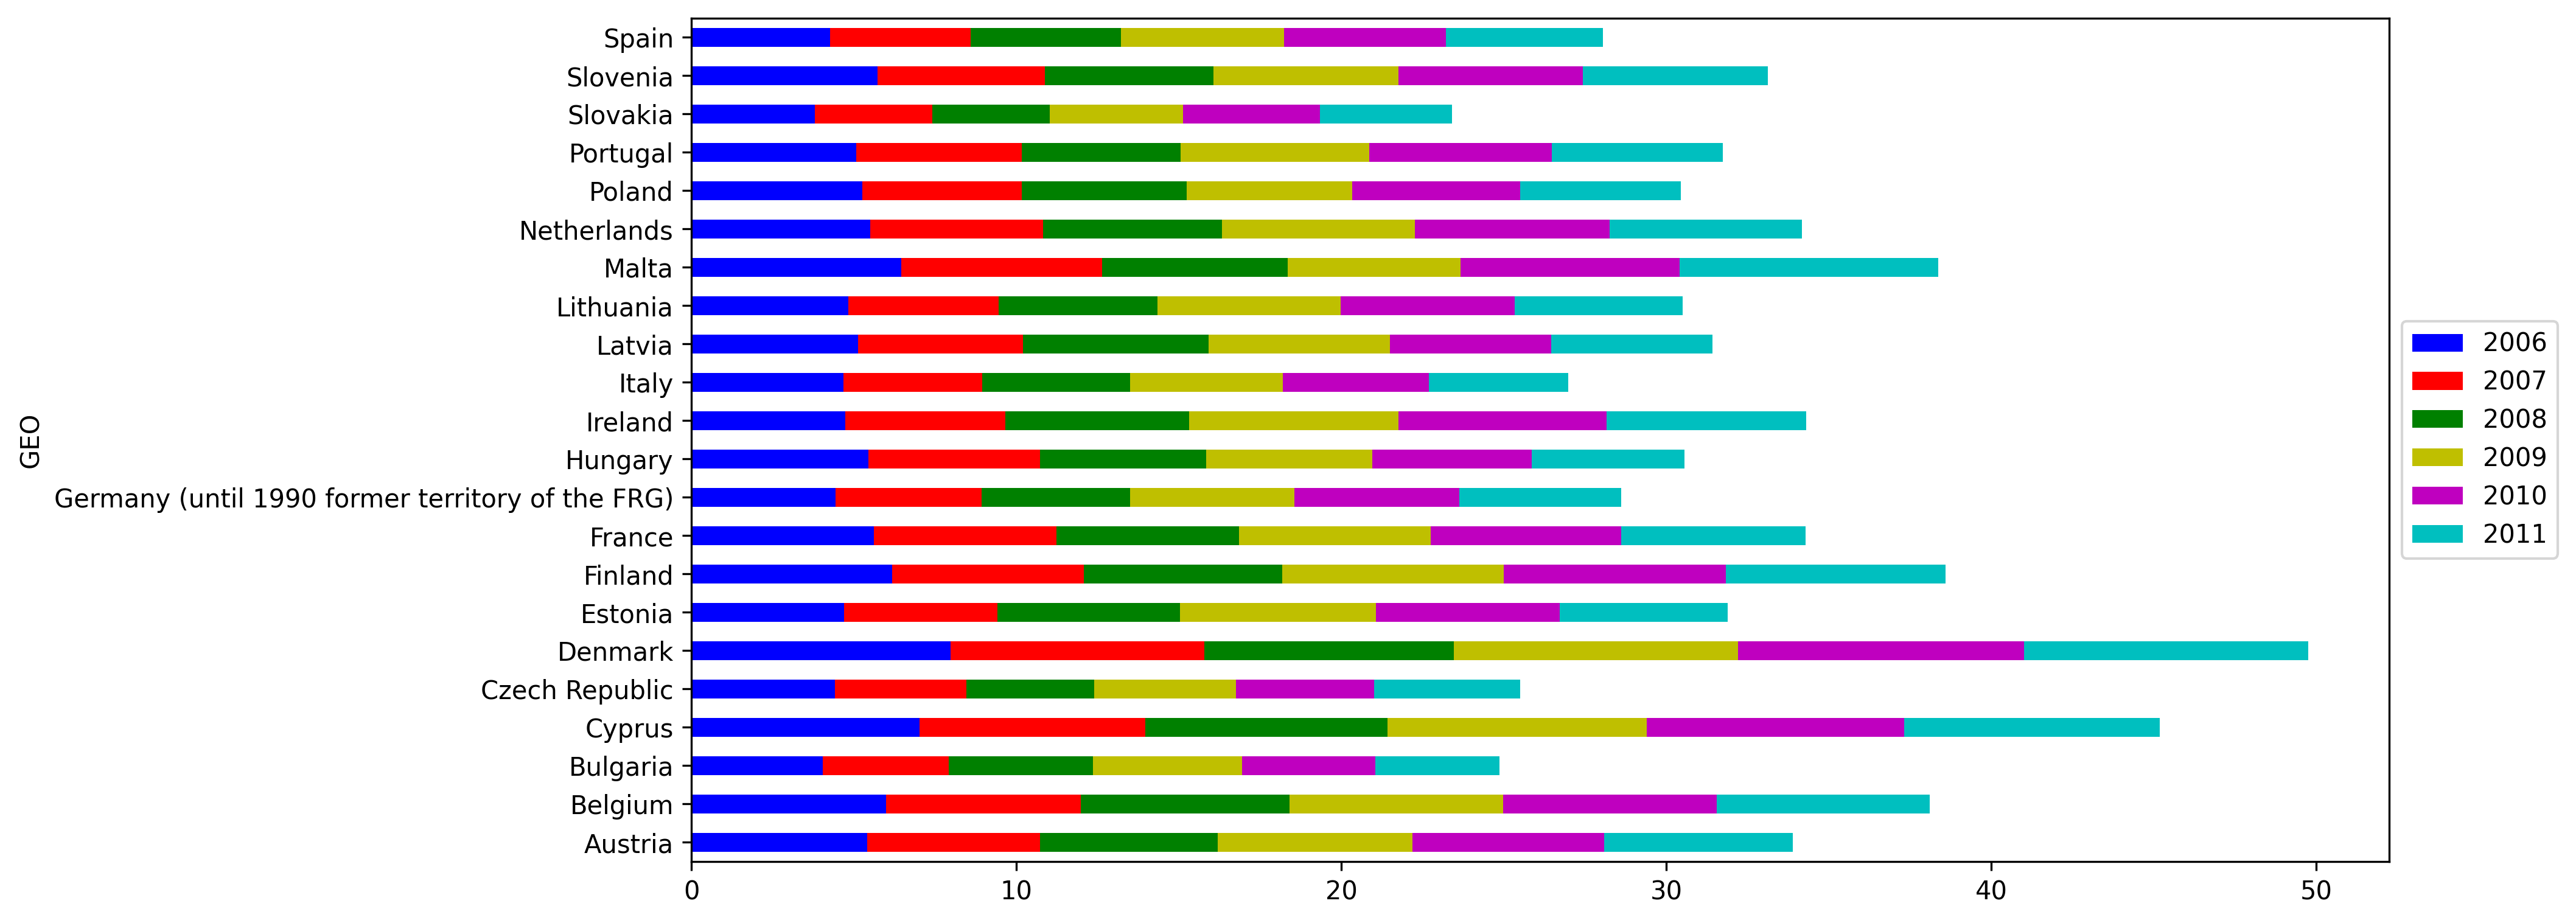 GEO
Spain
Slovenia
Slovakia
Portugal
Poland
Netherlands
Malta
Lithuania
Latvia
Italy
Ireland
Hungary
Germany (until 1990 former territory of the FRG)
France
Finland
Estonia
Denmark
Czech Republic
Cyprus
Bulgaria
Belgium
Austria
0 10 20 30 40 50
2006
2007
2008
2009
2010
2011